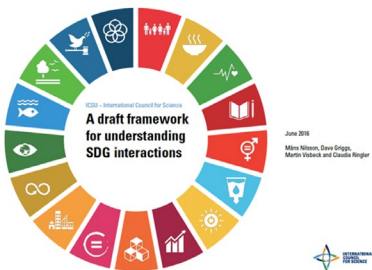 ICSU – International Council for Science
A draft framework
for understanding
SDG interactions
June 2016
Måns Nilsson, Dave Griggs,
Martin Visbeck and Claudia Ringler
INTERNATIONAL
COUNCIL
FOR SCIENCE